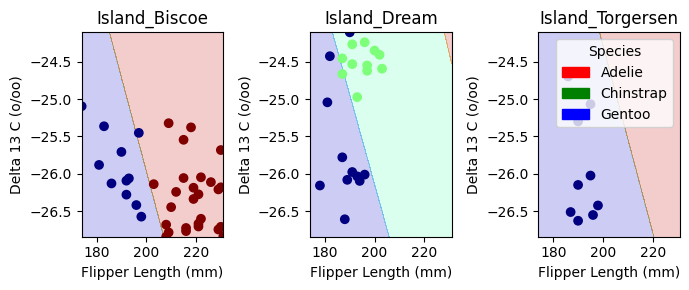 Island_Biscoe
Island_Dream
Island_Torgersen
Delta 13 C (o/oo)
−24.5
−25.0
−25.5
−26.0
−26.5
180
200
220
Flipper Length (mm)
Delta 13 C (o/oo)
−24.5
−25.0
−25.5
−26.0
−26.5
180
200
220
Flipper Length (mm)
Delta 13 C (o/oo)
−24.5
−25.0
−25.5
−26.0
−26.5
180
200
220
Flipper Length (mm)
Species
Adelie
Chinstrap
Gentoo